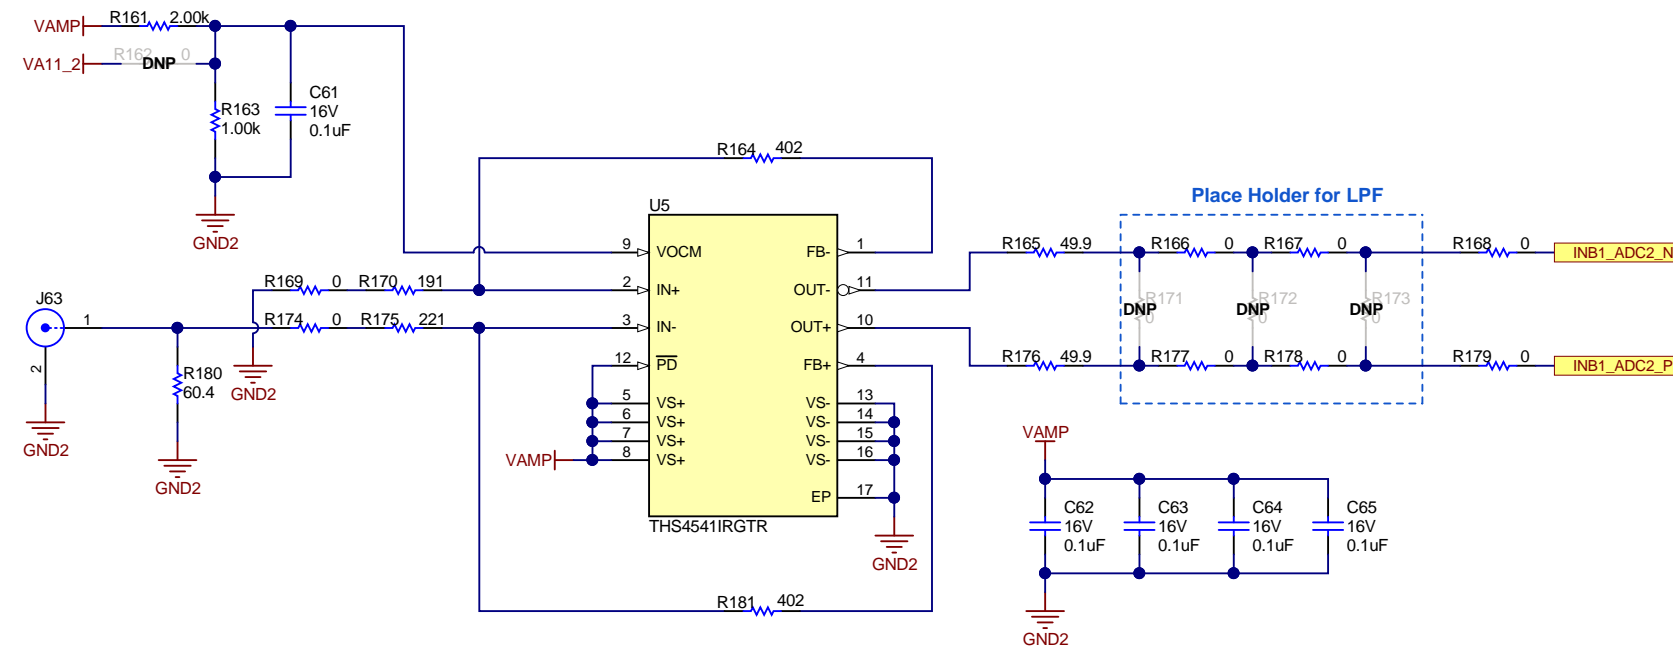 R161 2.00k
VAMP
R162 0
VA11_2
DNP
C61
16V
0.1uF
R163
1.00k
GND2
R164 402
U5
Place Holder for LPF
9 VOCM
FB- 1
R165 49.9
R166 0
R167 0
R168 0
INB1_ADC2_N
R169 0
R170 191
2 IN+
OUT- 11
J63
1
2
R174 0
R175 221
3 IN-
OUT+ 10
R171
0
DNP
R172
0
DNP
R173
0
DNP
12 PD
FB+ 4
R176 49.9
R177 0
R178 0
R179 0
INB1_ADC2_P
R180
60.4
GND2
GND2
GND2
5 VS+
6 VS+
7 VS+
8 VS+
VAMP
VS- 13
VS- 14
VS- 15
VS- 16
EP 17
THS4541IRGTR
GND2
VAMP
C62
16V
0.1uF
C63
16V
0.1uF
C64
16V
0.1uF
C65
16V
0.1uF
R181 402
GND2